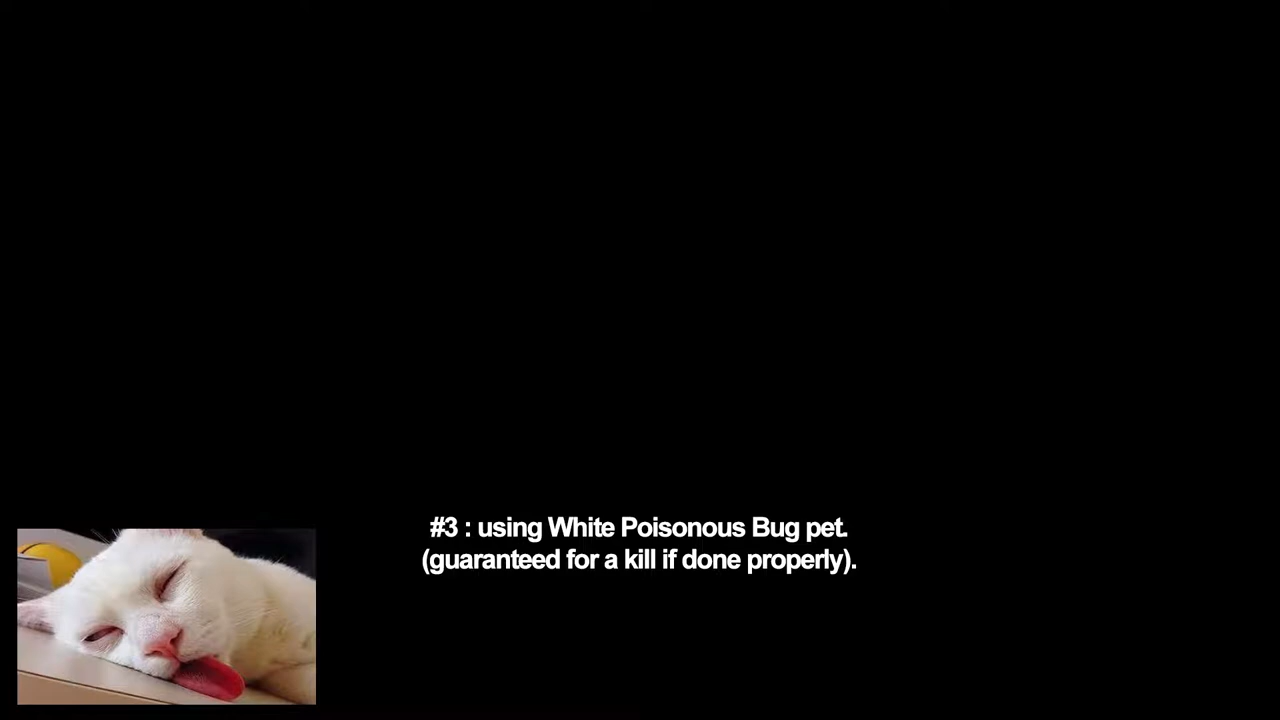 #3 : using White Poisonous Bug pet.
(guaranteed for a kill if done properly).